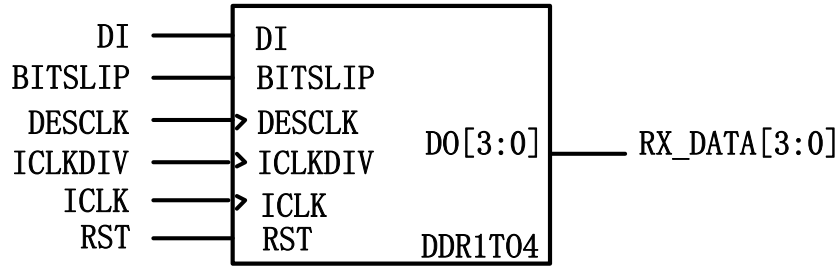 DI DI
BITSLIP BITSLIP
DESCLK DESCLK
DO[3:0] RX_DATA[3:0]
ICLKDIV ICLKDIV
ICLK ICLK
RST RST
DDR1TO4